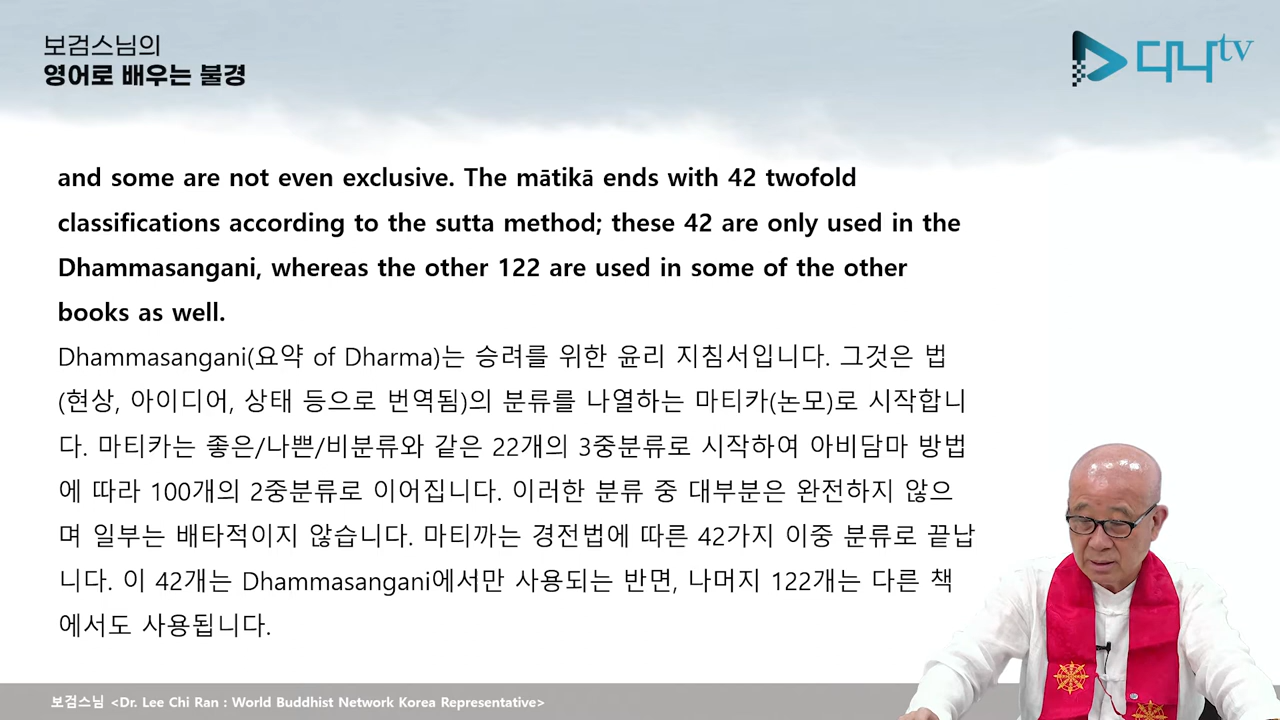 보검스님의
영어로 배우는 불경
다나tv
and some are not even exclusive. The mātikā ends with 42 twofold
classifications according to the sutta method; these 42 are only used in the
Dhammasangani, whereas the other 122 are used in some of the other
books as well.
Dhammasangani(요약 of Dharma)는 승려를 위한 윤리 지침서입니다. 그것은 법
(현상, 아이디어, 상태 등으로 번역됨)의 분류를 나열하는 마티카(논모)로 시작합니
다. 마티카는 좋은/나쁜/비분류와 같은 22개의 3중분류로 시작하여 아비담마 방법
에 따라 100개의 2중분류로 이어집니다. 이러한 분류 중 대부분은 완전하지 않으
며 일부는 배타적이지 않습니다. 마티까는 경전법에 따른 42가지 이중 분류로 끝납
니다. 이 42개는 Dhammasangani에서만 사용되는 반면, 나머지 122개는 다른 책
에서도 사용됩니다.
보검스님 <Dr. Lee Chi Ran : World Buddhist Network Korea Representative>